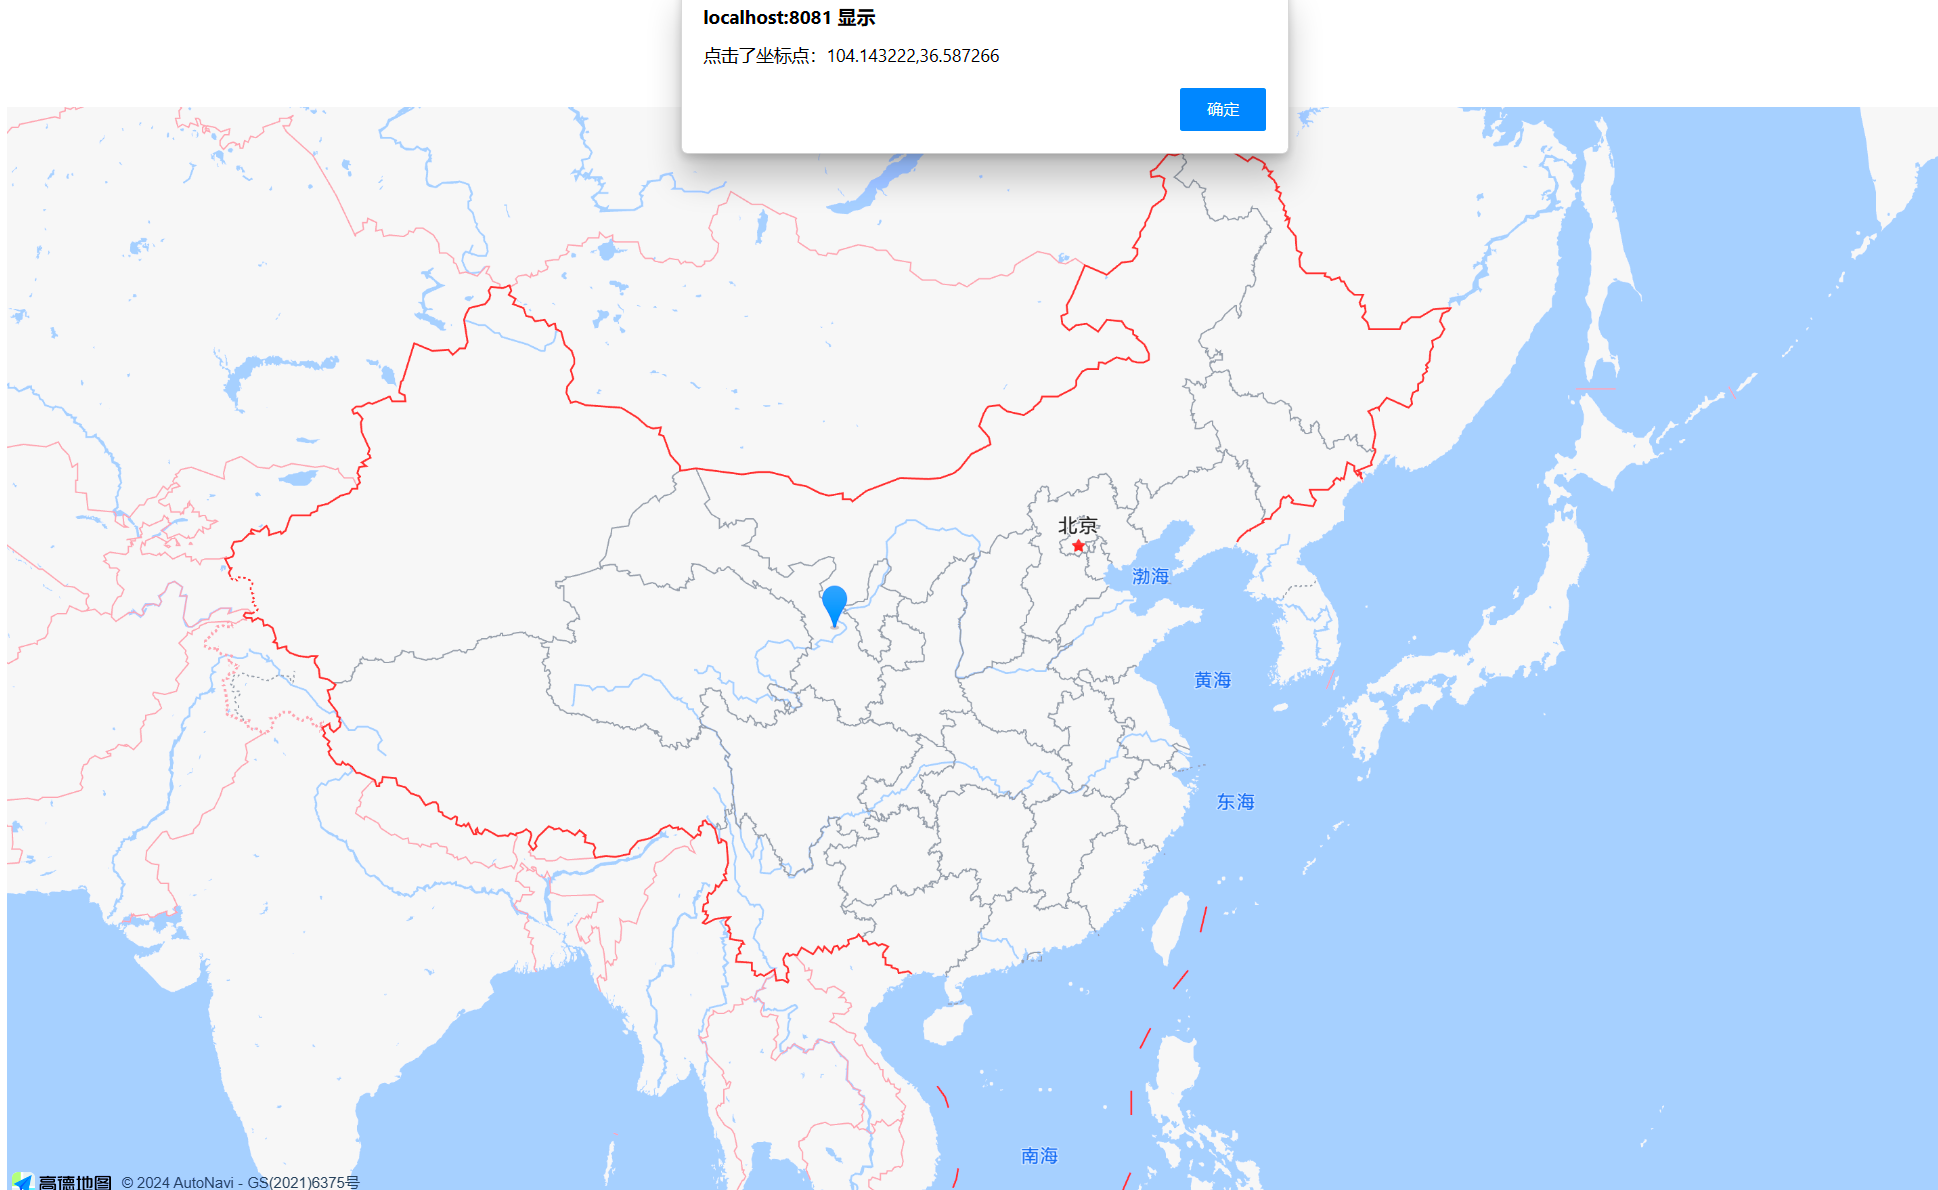 localhost:8081 显示
点击了坐标点：104.143222,36.587266
确定
北京
渤海
黄海
东海
南海
高德地图 © 2024 AutoNavi - GS(2021)6375号